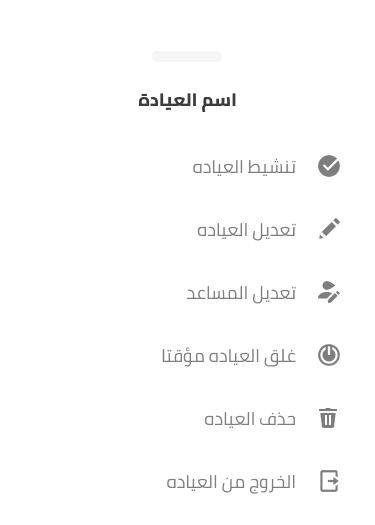 اسم العيادة
تنشيط العياده
تعديل العياده
تعديل المساعد
غلق العياده مؤقتا
حذف العياده
الخروج من العياده